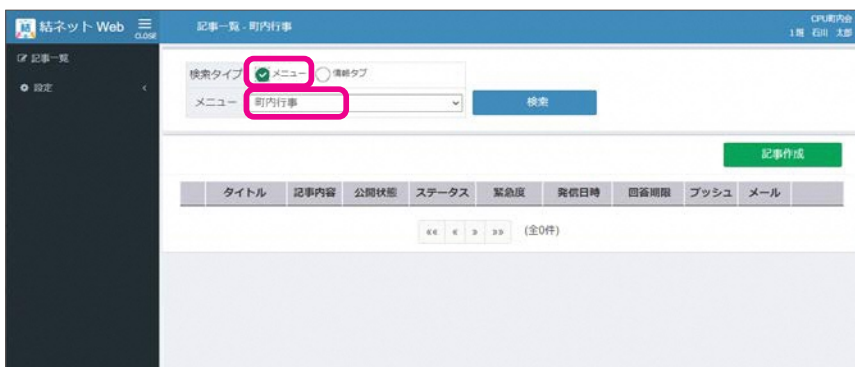 結ネット Web
CLOSE
記事一覧 - 町内行事
CPU町内会
1班 石川 太郎
記事一覧
設定
検索タイプ メニュー 情報タブ
メニュー 町内行事 検索
記事作成
タイトル 記事内容 公開状態 ステータス 緊急度 発信日時 回答期限 プッシュ メール
«« « » »» (全0件)